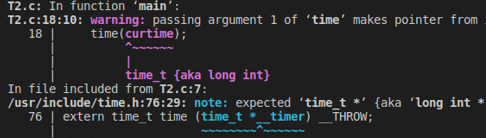 T2.c: In function ‘main’:
T2.c:18:10: warning: passing argument 1 of ‘time’ makes pointer from
18 |     time(curtime);
   |          ^~~~~~~
   |          |
   |          time_t {aka long int}
In file included from T2.c:7:
/usr/include/time.h:76:29: note: expected ‘time_t *’ {aka ‘long int *
76 | extern time_t time (time_t *__timer) __THROW;
   |                     ~~~~~~~~^~~~~~~